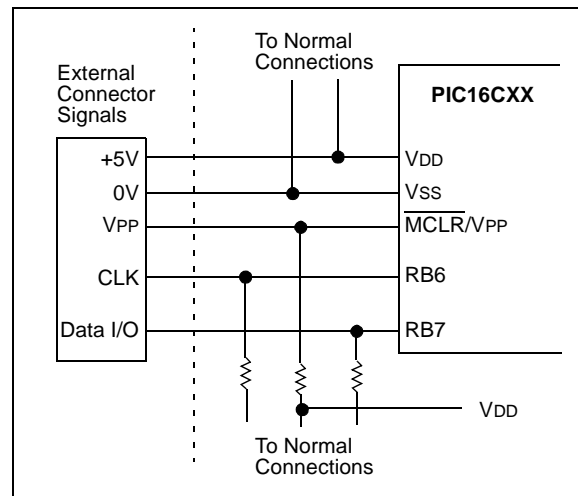 To Normal
Connections
External
Connector
Signals
PIC16CXX
+5V
VDD
0V
VSS
VPP
MCLR/VPP
CLK
RB6
Data I/O
RB7
VDD
To Normal
Connections